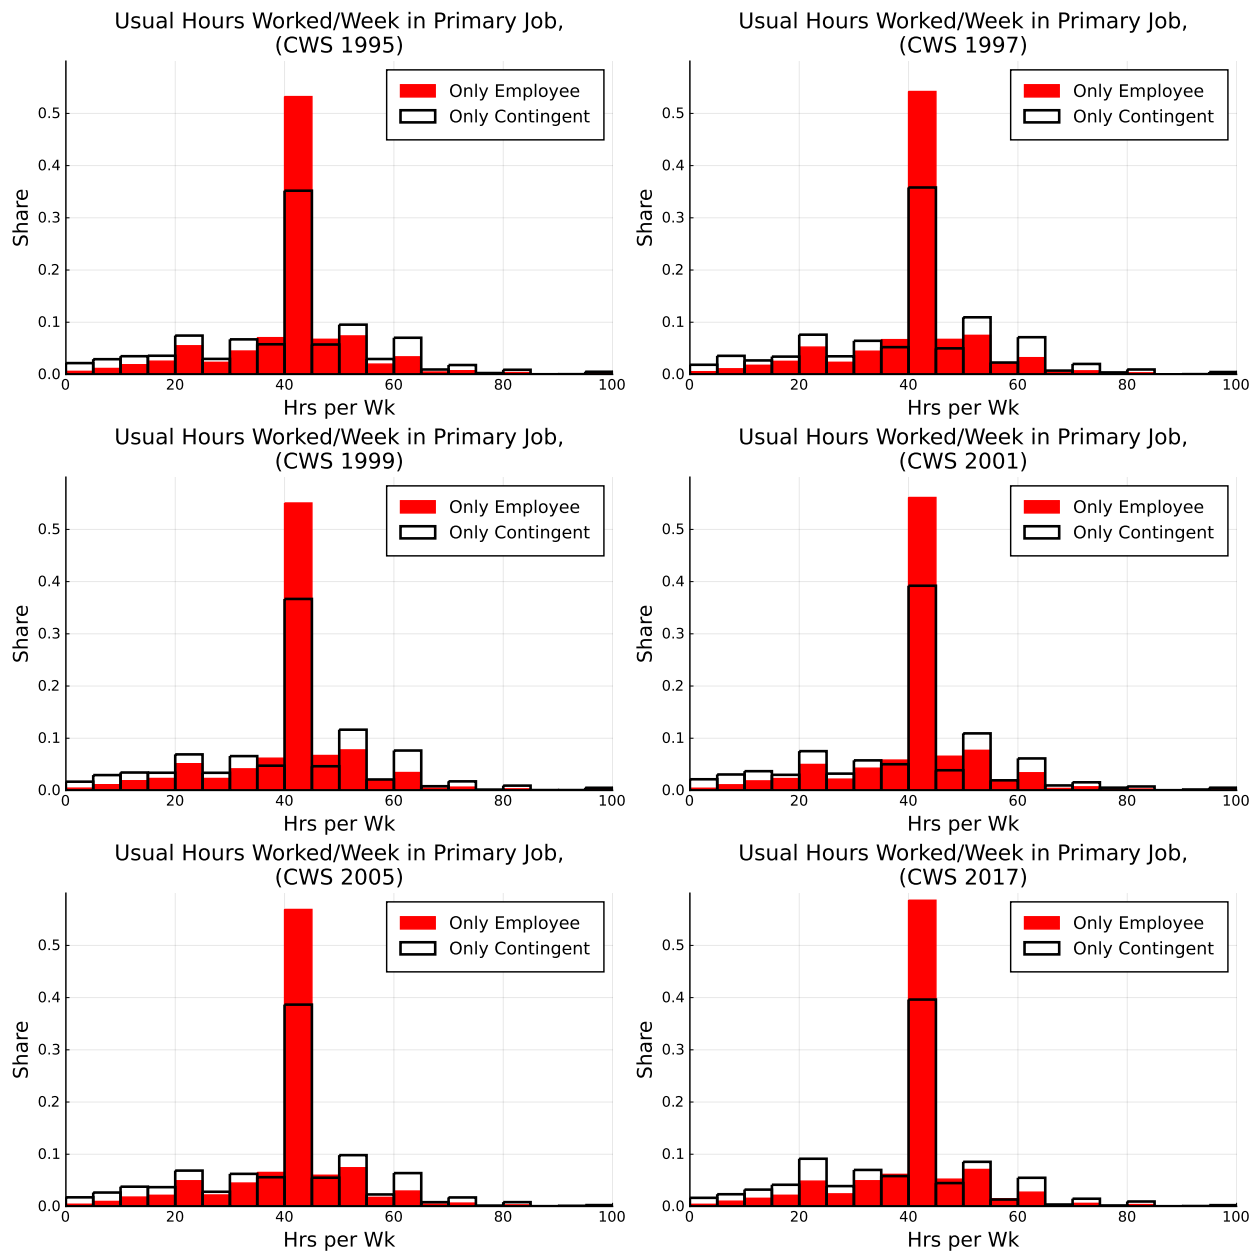 Usual Hours Worked/Week in Primary Job,
(CWS 1995)
Only Employee
Only Contingent
Share
0.5
0.4
0.3
0.2
0.1
0.0
0 20 40 60 80 100
Hrs per Wk
Usual Hours Worked/Week in Primary Job,
(CWS 1997)
Only Employee
Only Contingent
Share
0.5
0.4
0.3
0.2
0.1
0.0
0 20 40 60 80 100
Hrs per Wk
Usual Hours Worked/Week in Primary Job,
(CWS 1999)
Only Employee
Only Contingent
Share
0.5
0.4
0.3
0.2
0.1
0.0
0 20 40 60 80 100
Hrs per Wk
Usual Hours Worked/Week in Primary Job,
(CWS 2001)
Only Employee
Only Contingent
Share
0.5
0.4
0.3
0.2
0.1
0.0
0 20 40 60 80 100
Hrs per Wk
Usual Hours Worked/Week in Primary Job,
(CWS 2005)
Only Employee
Only Contingent
Share
0.5
0.4
0.3
0.2
0.1
0.0
0 20 40 60 80 100
Hrs per Wk
Usual Hours Worked/Week in Primary Job,
(CWS 2017)
Only Employee
Only Contingent
Share
0.5
0.4
0.3
0.2
0.1
0.0
0 20 40 60 80 100
Hrs per Wk